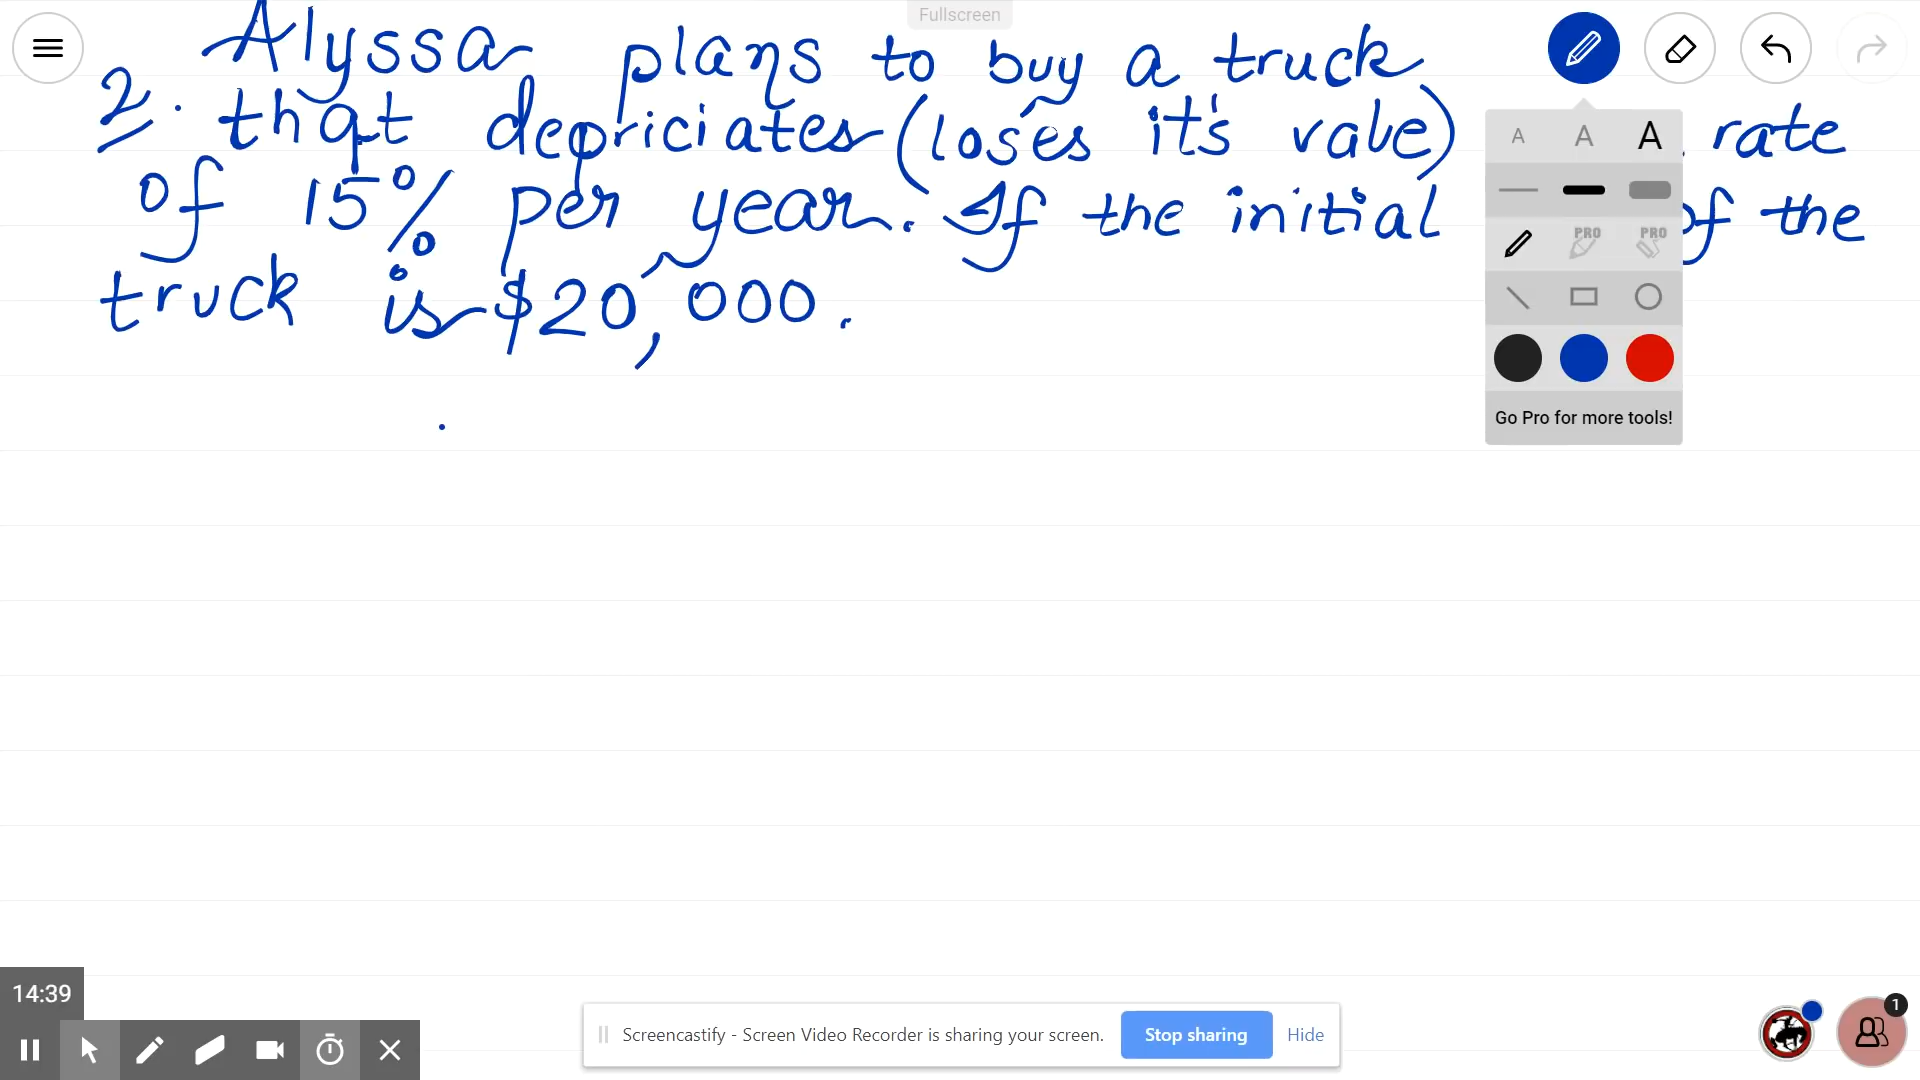 Fullscreen
Alyssa plans to buy a truck
2. that depriciates (loses it's valve) rate
of 15% per year. If the initial of the
truck is $20,000.
A A A
PRO PRO
Go Pro for more tools!
14:39
Screencastify - Screen Video Recorder is sharing your screen. Stop sharing Hide
1